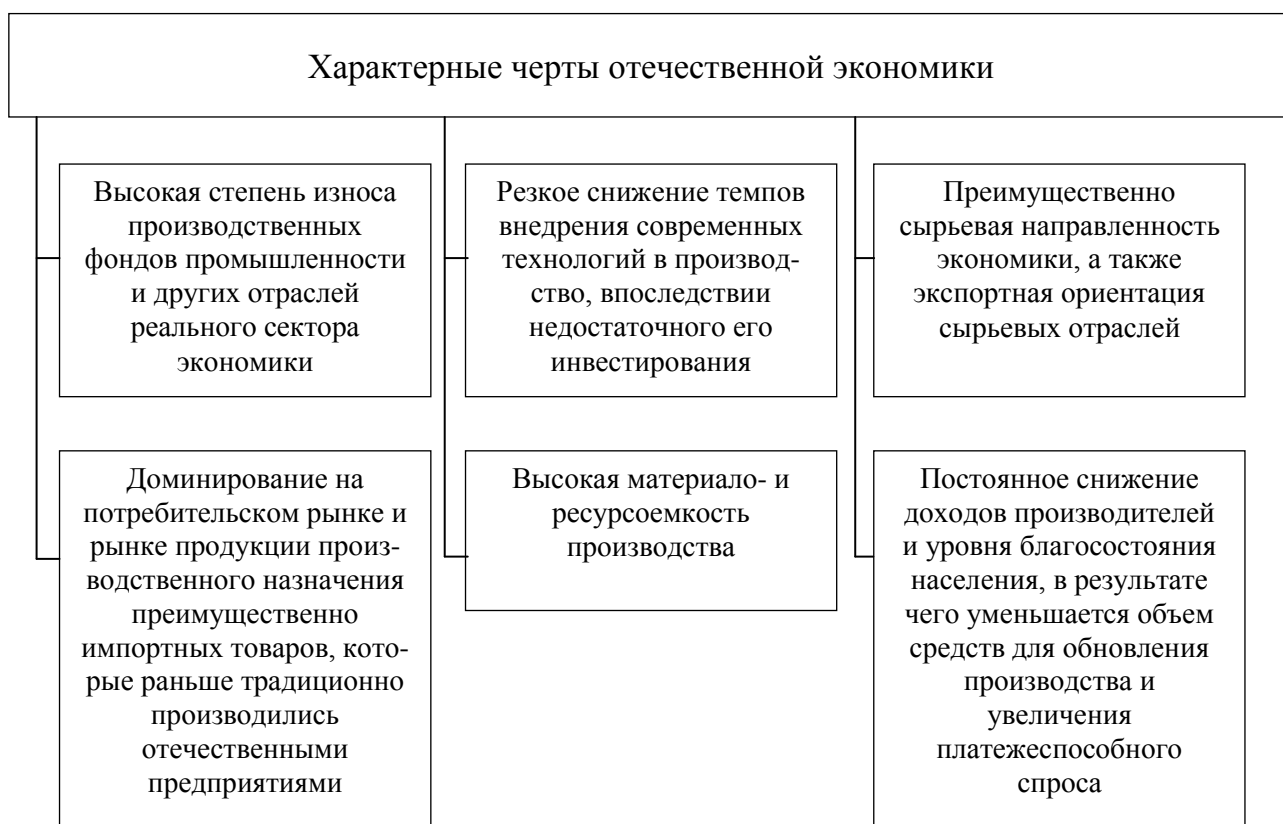 Характерные черты отечественной экономики
Высокая степень износа
производственных
фондов промышленности
и других отраслей
реального сектора
экономики
Резкое снижение темпов
внедрения современных
технологий в производ-
ство, впоследствии
недостаточного его
инвестирования
Преимущественно
сырьевая направленность
экономики, а также
экспортная ориентация
сырьевых отраслей
Доминирование на
потребительском рынке и
рынке продукции произ-
водственного назначения
преимущественно
импортных товаров, кото-
рые раньше традиционно
производились
отечественными
предприятиями
Высокая материало- и
ресурсоемкость
производства
Постоянное снижение
доходов производителей
и уровня благосостояния
населения, в результате
чего уменьшается объем
средств для обновления
производства и
увеличения
платежеспособного
спроса